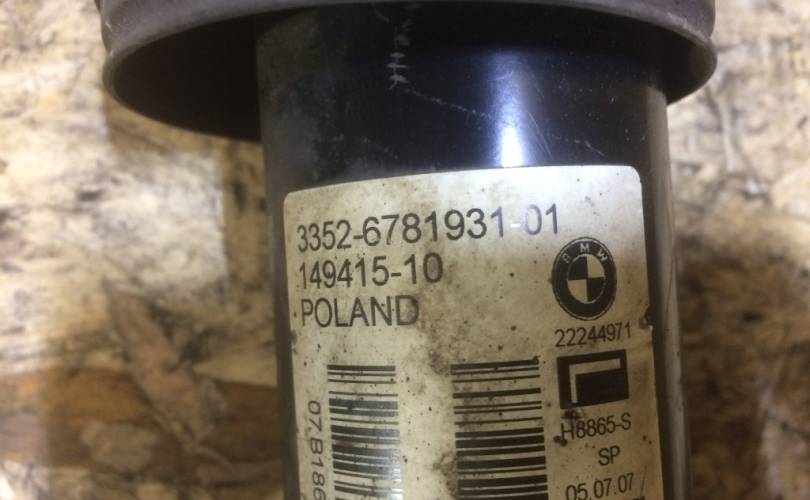 3352-6781931-01
149415-10
POLAND
BMW
22244971
H8865-S
SP
05.07.07